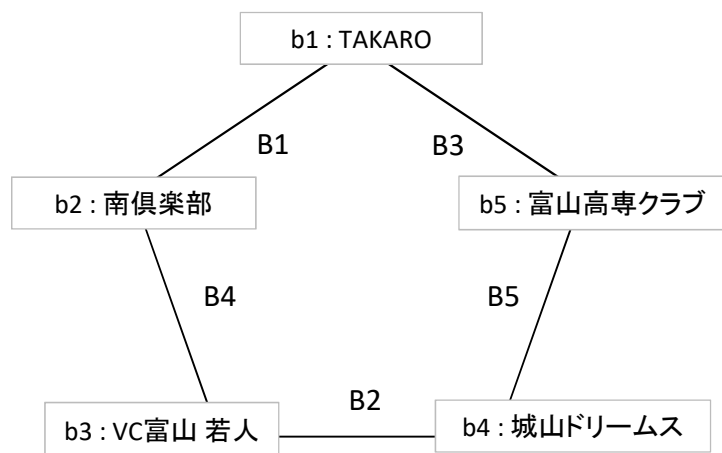 b1 : TAKARO
B1
B3
b2 : 南倶楽部
b5 : 富山高専クラブ
B4
B5
B2
b3 : VC富山 若人
b4 : 城山ドリームス